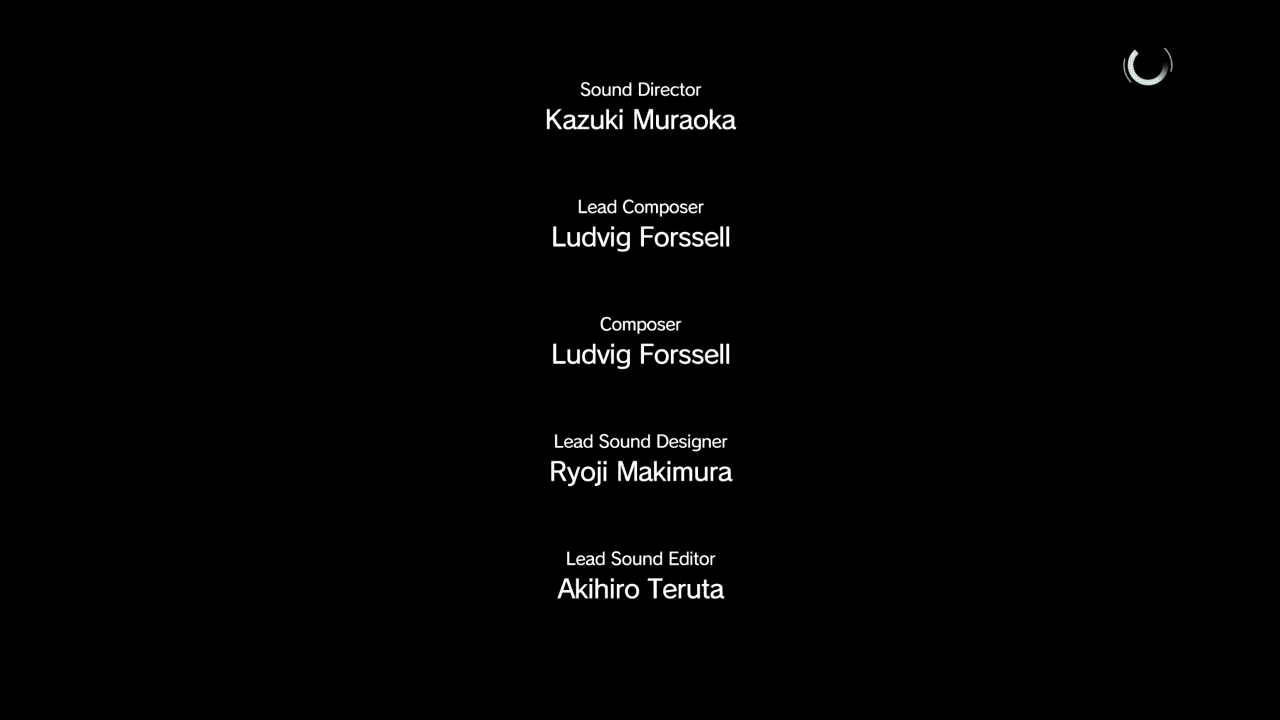 Sound Director
Kazuki Muraoka
Lead Composer
Ludvig Forssell
Composer
Ludvig Forssell
Lead Sound Designer
Ryoji Makimura
Lead Sound Editor
Akihiro Teruta